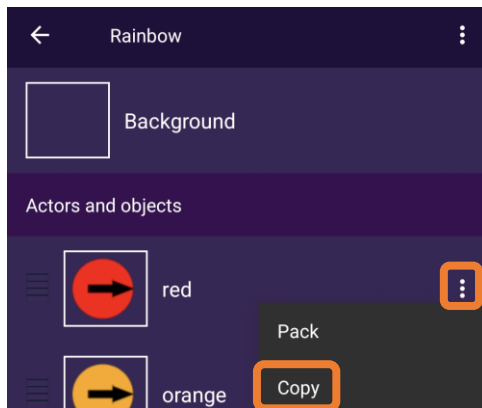 Rainbow
Background
Actors and objects
red
Pack
orange
Copy